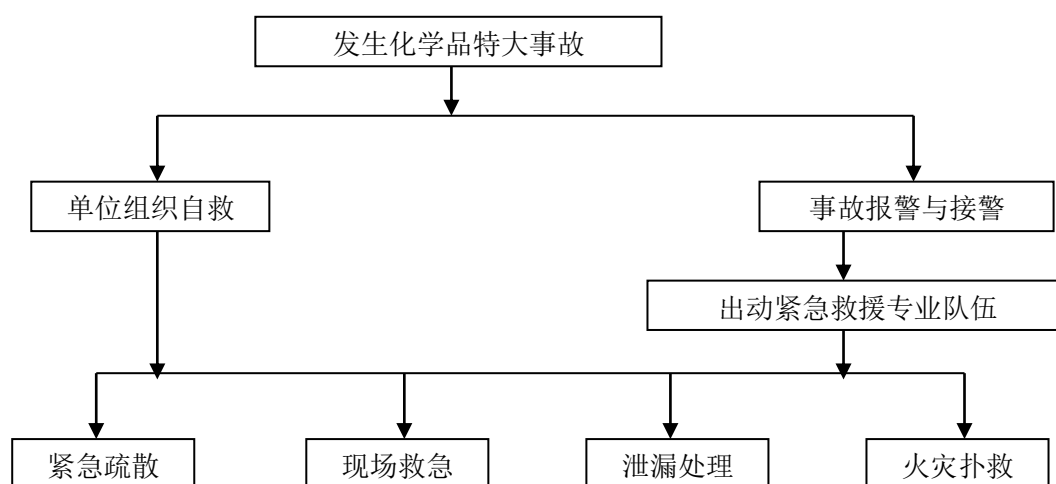 发生化学品特大事故
单位组织自救
事故报警与接警
出动紧急救援专业队伍
紧急疏散
现场救急
泄漏处理
火灾扑救